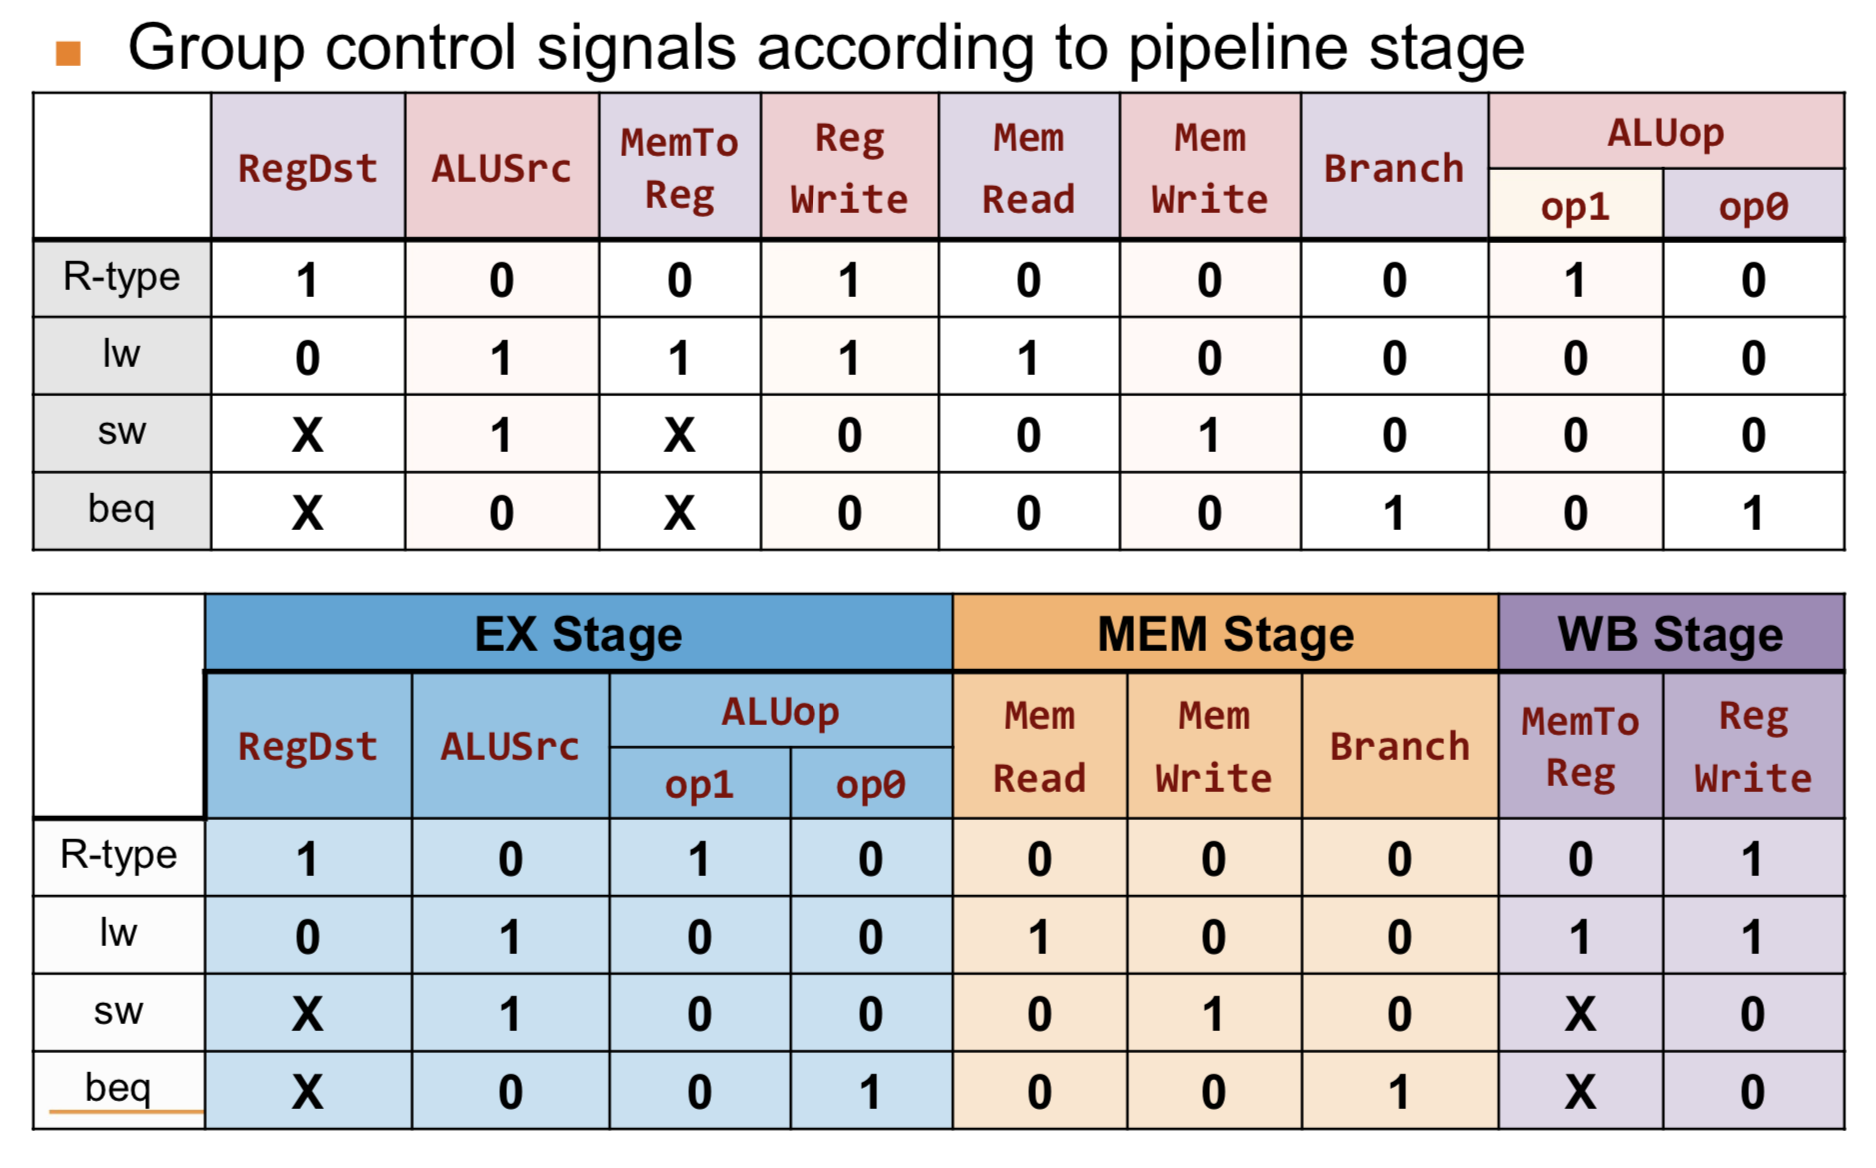 Group control signals according to pipeline stage
RegDst ALUSrc MemTo Reg Reg Write Mem Read Mem Write Branch ALUop
op1 op0
R-type 1 0 0 1 0 0 0 1 0
lw 0 1 1 1 1 0 0 0 0
sw X 1 X 0 0 1 0 0 0
beq X 0 X 0 0 0 1 0 1
EX Stage MEM Stage WB Stage
RegDst ALUSrc ALUop Mem Read Mem Write Branch MemTo Reg Reg Write
op1 op0
R-type 1 0 1 0 0 0 0 0 1
lw 0 1 0 0 1 0 0 1 1
sw X 1 0 0 0 1 0 X 0
beq X 0 0 1 0 0 1 X 0